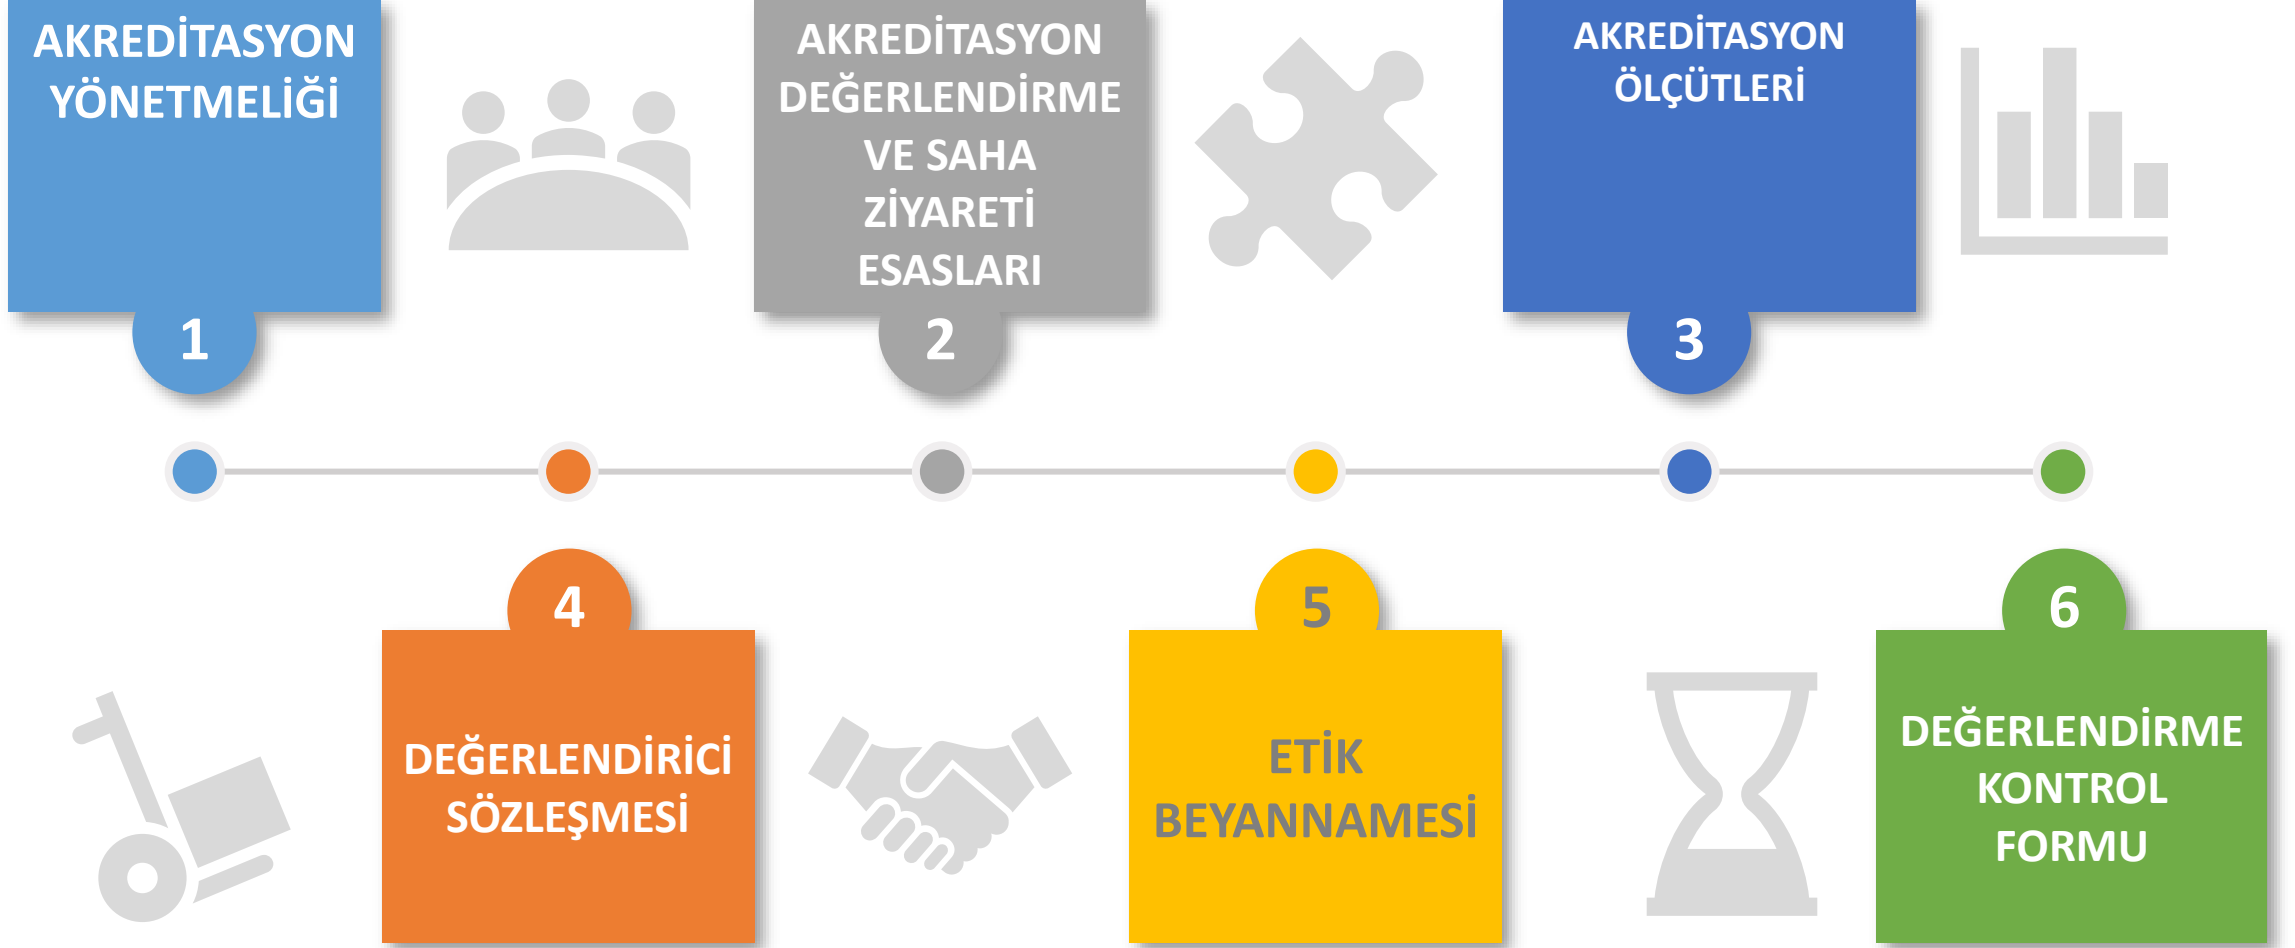 AKREDİTASYON
YÖNETMELİĞİ
1
AKREDİTASYON
DEĞERLENDİRME
VE SAHA
ZİYARETİ
ESASLARI
2
AKREDİTASYON
ÖLÇÜTLERİ
3
4
DEĞERLENDİRİCİ
SÖZLEŞMESİ
5
ETİK
BEYANNAMESİ
6
DEĞERLENDİRME
KONTROL
FORMU